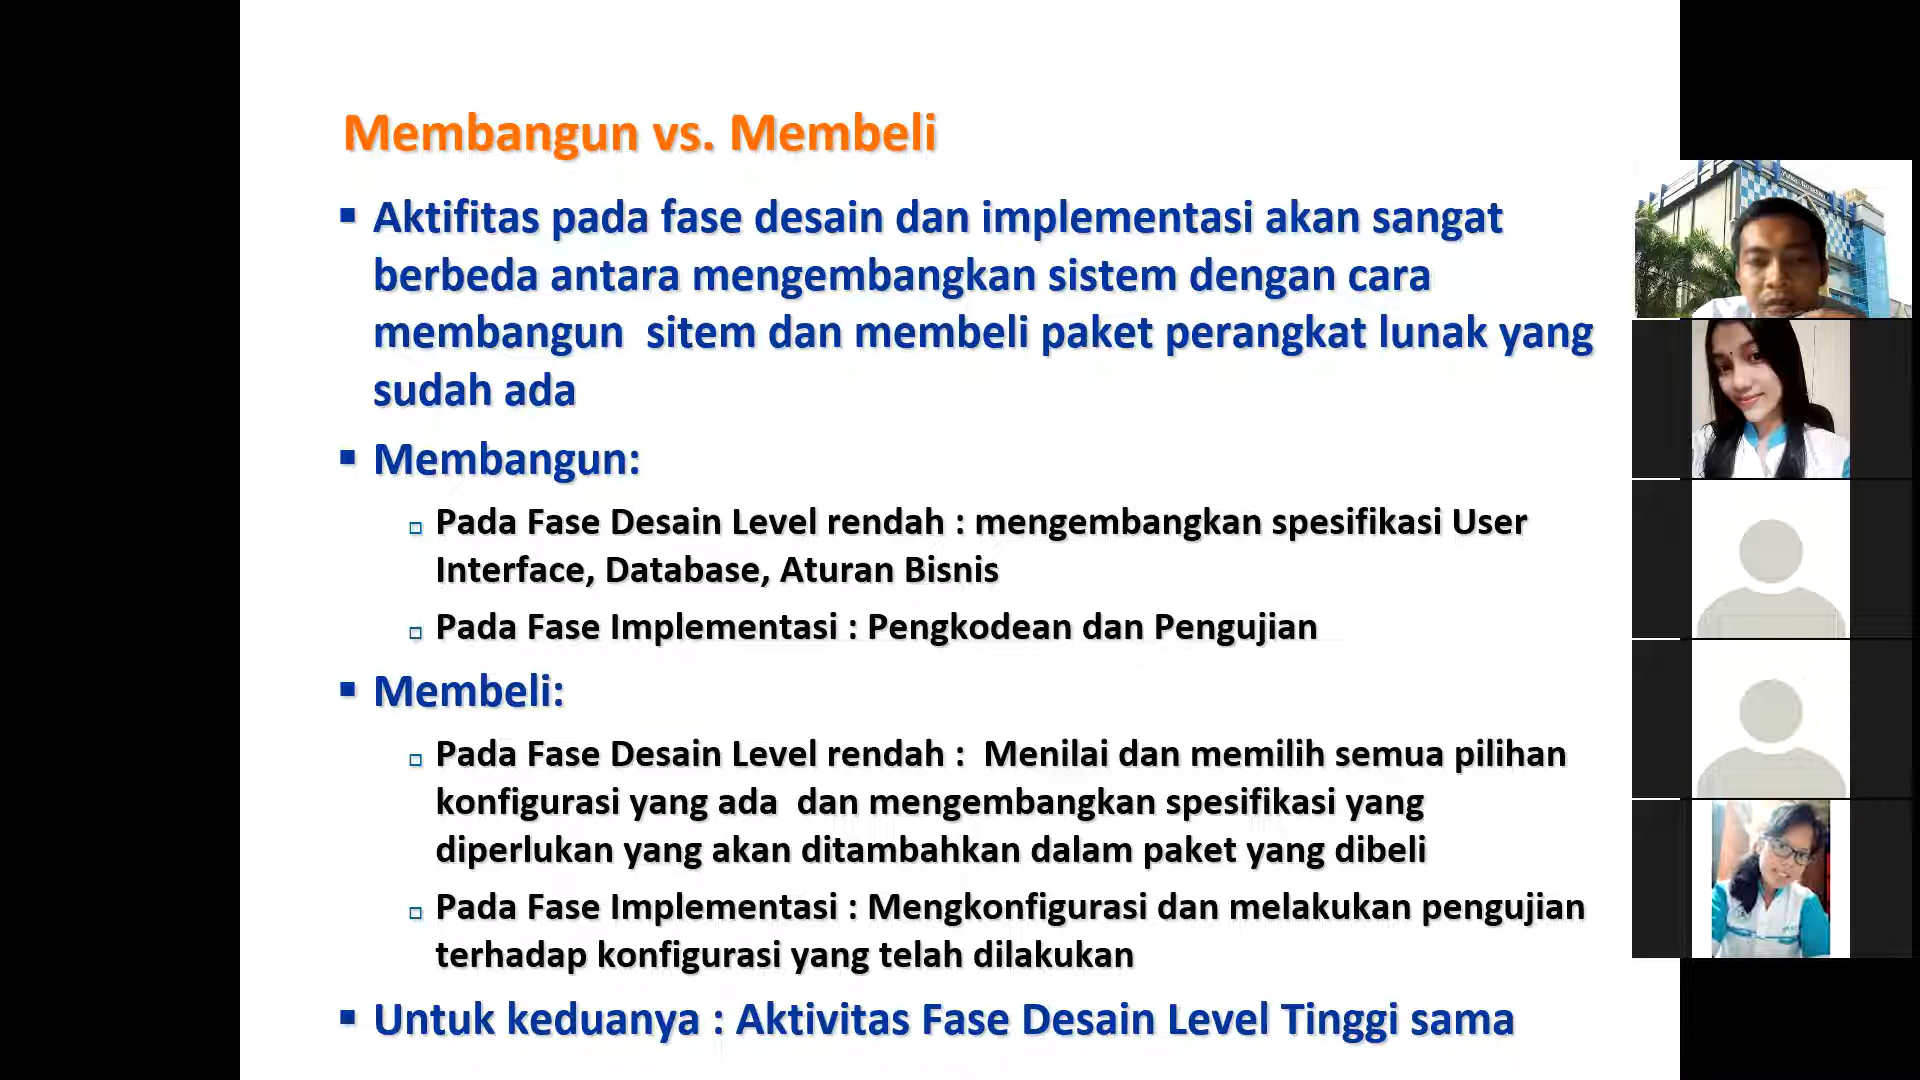 Membangun vs. Membeli
Aktifitas pada fase desain dan implementasi akan sangat
berbeda antara mengembangkan sistem dengan cara
membangun sitem dan membeli paket perangkat lunak yang
sudah ada
Membangun:
Pada Fase Desain Level rendah : mengembangkan spesifikasi User
Interface, Database, Aturan Bisnis
Pada Fase Implementasi : Pengkodean dan Pengujian
Membeli:
Pada Fase Desain Level rendah : Menilai dan memilih semua pilihan
konfigurasi yang ada dan mengembangkan spesifikasi yang
diperlukan yang akan ditambahkan dalam paket yang dibeli
Pada Fase Implementasi : Mengkonfigurasi dan melakukan pengujian
terhadap konfigurasi yang telah dilakukan
Untuk keduanya : Aktivitas Fase Desain Level Tinggi sama